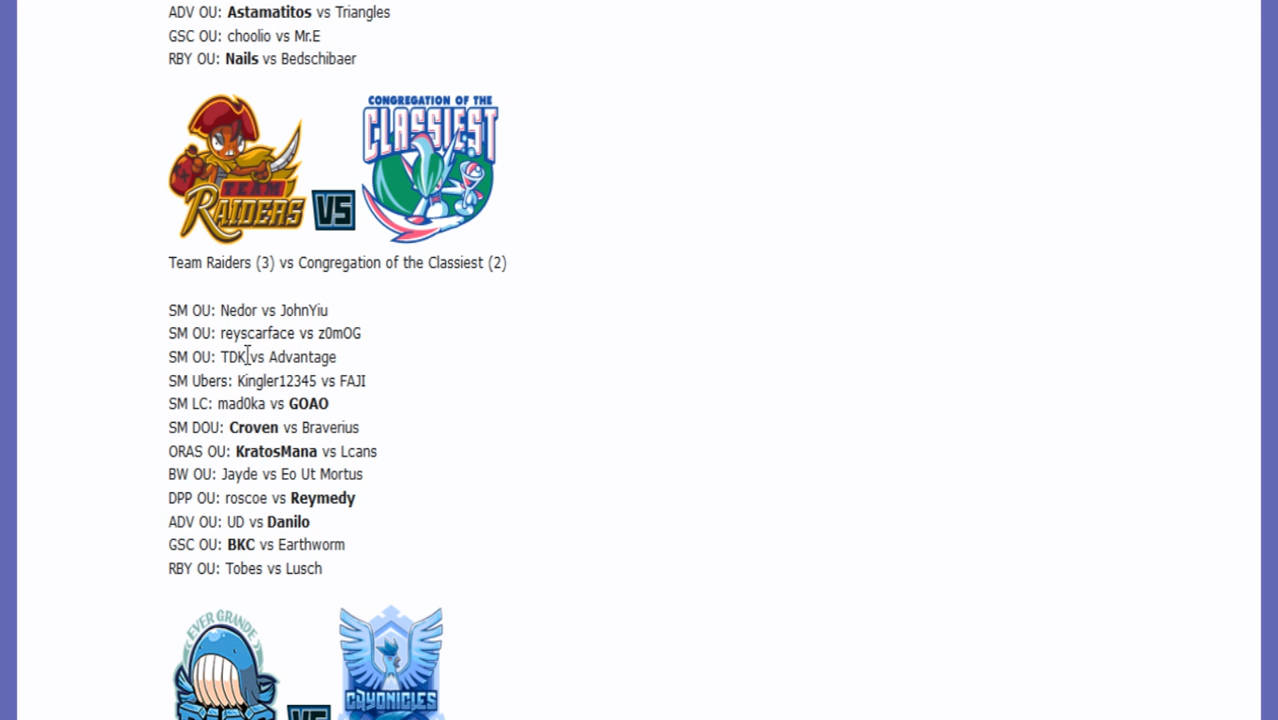 ADV OU: Astamatitos vs Triangles
GSC OU: choolio vs Mr.E
RBY OU: Nails vs Bedschibaer
TEAM
RAIDERS
VS
CONGREGATION OF THE
CLASSIEST
Team Raiders (3) vs Congregation of the Classiest (2)
SM OU: Nedor vs JohnYiu
SM OU: reyscarface vs z0mOG
SM OU: TDK vs Advantage
SM Ubers: Kingler12345 vs FAJI
SM LC: mad0ka vs GOAO
SM DOU: Croven vs Braverius
ORAS OU: KratosMana vs Lcans
BW OU: Jayde vs Eo Ut Mortus
DPP OU: roscoe vs Reymedy
ADV OU: UD vs Danilo
GSC OU: BKC vs Earthworm
RBY OU: Tobes vs Lusch
EVER GRANDE
VS
CRYONICLES